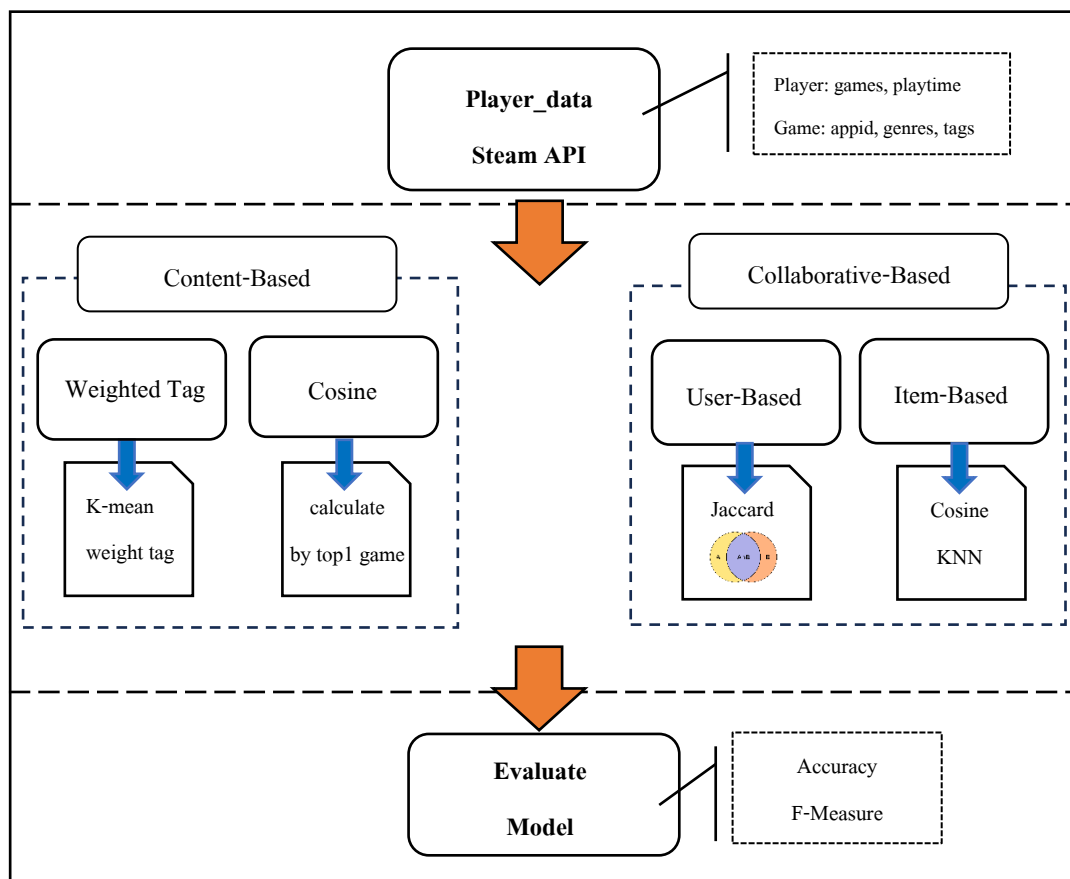 Player_data
Steam API
Player: games, playtime
Game: appid, genres, tags
Content-Based
Collaborative-Based
Weighted Tag
Cosine
User-Based
Item-Based
K-mean
weight tag
calculate
by top1 game
Jaccard
A
B
Cosine
KNN
Evaluate
Model
Accuracy
F-Measure